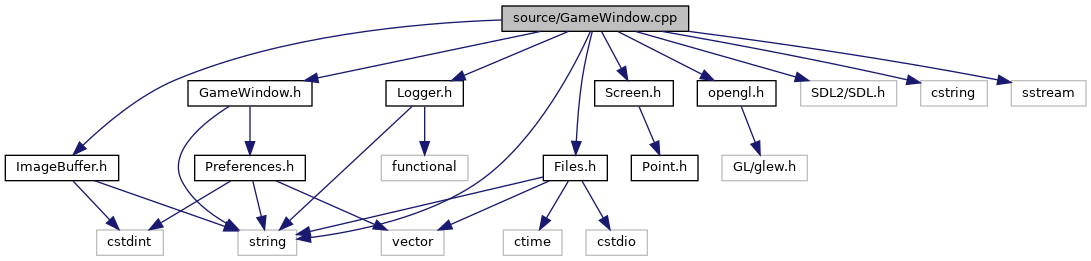 source/GameWindow.cpp
GameWindow.h
Logger.h
Screen.h
opengl.h
SDL2/SDL.h
cstring
sstream
ImageBuffer.h
Preferences.h
functional
Files.h
Point.h
GL/glew.h
cstdint
string
vector
ctime
cstdio